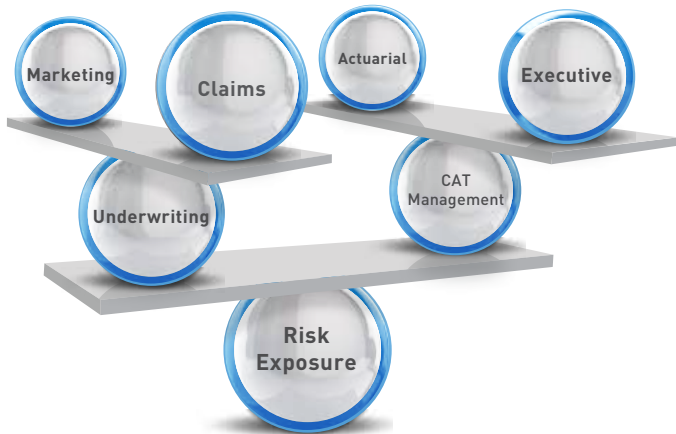 Marketing
Claims
Actuarial
Executive
Underwriting
CAT
Management
Risk
Exposure